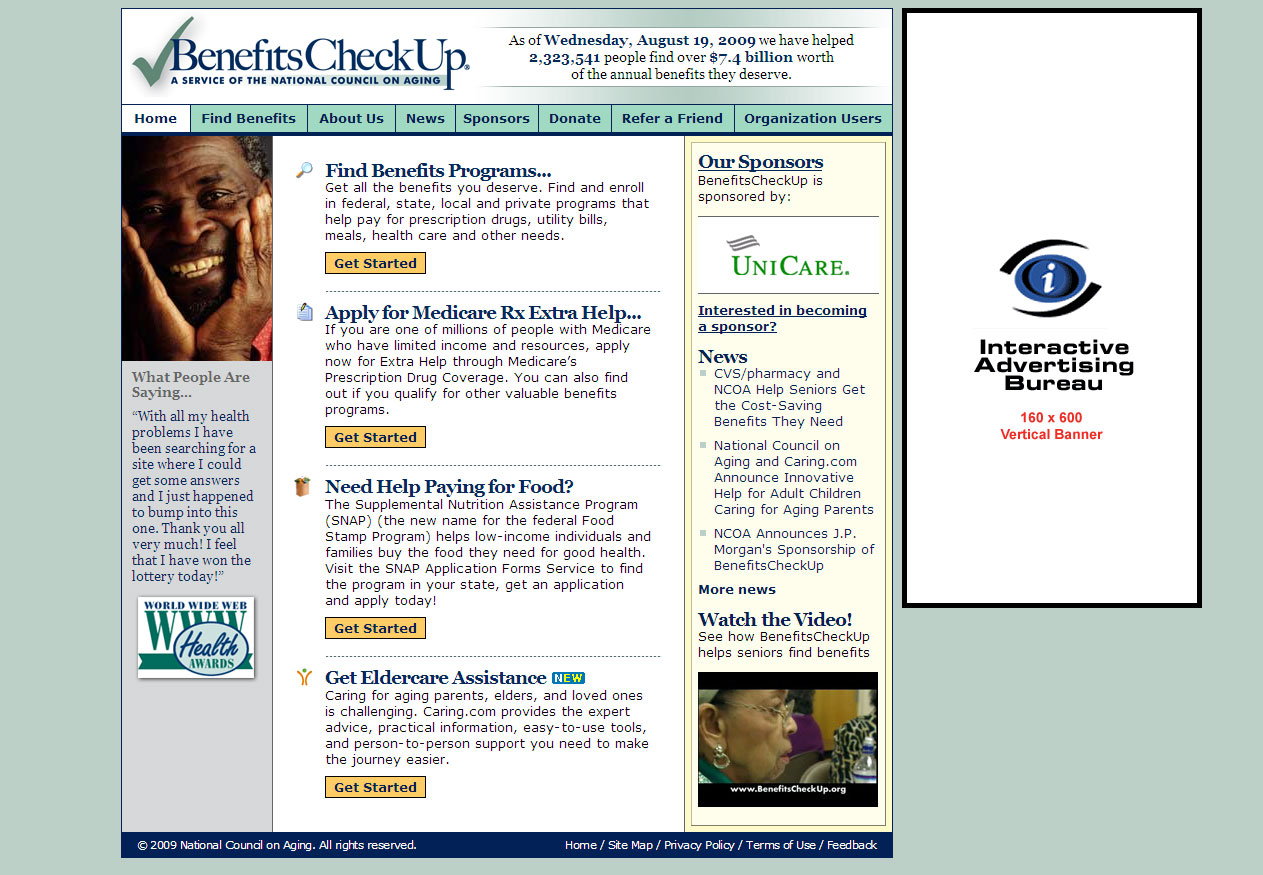 BenefitsCheckUp®
A SERVICE OF THE NATIONAL COUNCIL ON AGING
As of Wednesday, August 19, 2009 we have helped
2,323,541 people find over $7.4 billion worth
of the annual benefits they deserve.
Home
Find Benefits
About Us
News
Sponsors
Donate
Refer a Friend
Organization Users
What People Are
Saying...
“With all my health
problems I have
been searching for a
site where I could
get some answers
and I just happened
to bump into this
one. Thank you all
very much! I feel
that I have won the
lottery today!”
WORLD WIDE WEB
WWW
Health
AWARDS
Find Benefits Programs...
Get all the benefits you deserve. Find and enroll
in federal, state, local and private programs that
help pay for prescription drugs, utility bills,
meals, health care and other needs.
Get Started
Apply for Medicare Rx Extra Help...
If you are one of millions of people with Medicare
who have limited income and resources, apply
now for Extra Help through Medicare’s
Prescription Drug Coverage. You can also find
out if you qualify for other valuable benefits
programs.
Get Started
Need Help Paying for Food?
The Supplemental Nutrition Assistance Program
(SNAP) (the new name for the federal Food
Stamp Program) helps low-income individuals and
families buy the food they need for good health.
Visit the SNAP Application Forms Service to find
the program in your state, get an application
and apply today!
Get Started
Get Eldercare Assistance NEW
Caring for aging parents, elders, and loved ones
is challenging. Caring.com provides the expert
advice, practical information, easy-to-use tools,
and person-to-person support you need to make
the journey easier.
Get Started
Our Sponsors
BenefitsCheckUp is
sponsored by:
UNICARE.
Interested in becoming
a sponsor?
News
CVS/pharmacy and
NCOA Help Seniors Get
the Cost-Saving
Benefits They Need
National Council on
Aging and Caring.com
Announce Innovative
Help for Adult Children
Caring for Aging Parents
NCOA Announces J.P.
Morgan's Sponsorship of
BenefitsCheckUp
More news
Watch the Video!
See how BenefitsCheckUp
helps seniors find benefits
www.BenefitsCheckUp.org
i
Interactive
Advertising
Bureau
160 x 600
Vertical Banner
© 2009 National Council on Aging. All rights reserved.
Home / Site Map / Privacy Policy / Terms of Use / Feedback